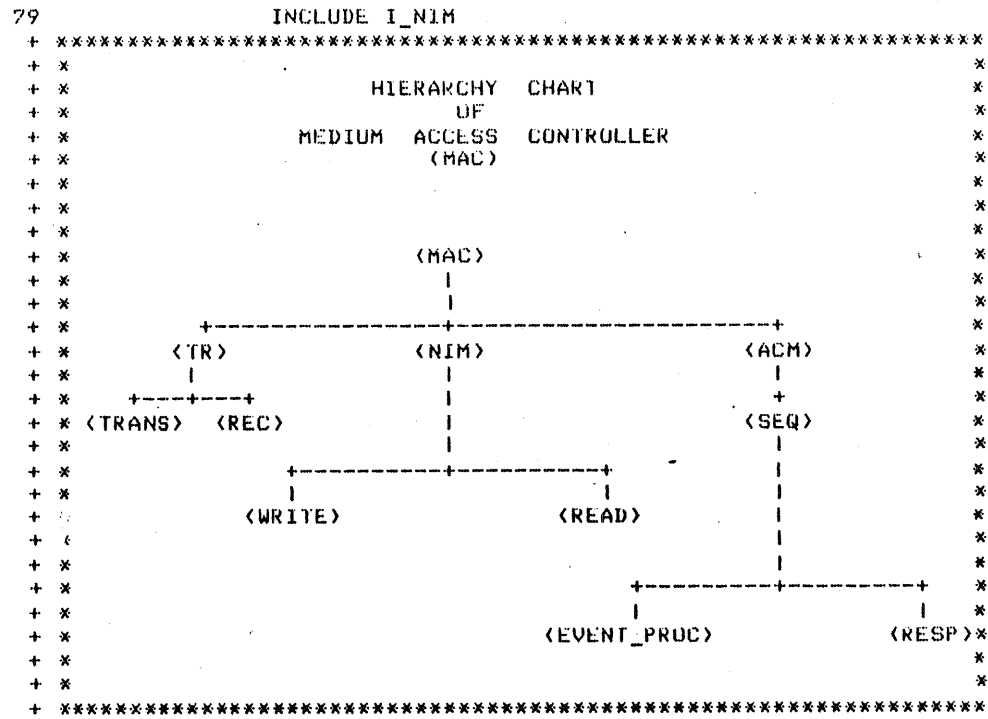 79 INCLUDE I_NIM
+ *****************************************************************
+ * *
+ * HIERARCHY CHART *
+ * OF *
+ * MEDIUM ACCESS CONTROLLER *
+ * (MAC) *
+ * *
+ * *
+ * *
+ * (MAC) *
+ * | *
+ * | *
+ * +-----------------+-----------------------+ *
+ * (TR) (NIM) (ACM) *
+ * | | | *
+ * +----+---+ | + *
+ * (TRANS) (REC) | (SEQ) *
+ * | | *
+ * +-----------+-----------+ | *
+ * | | | *
+ (WRITE) (READ) | *
+ | *
+ * | *
+ * +----------+----------+ *
+ * | | *
+ * (EVENT_PROC) (RESP)*
+ * *
+ * *
+ *****************************************************************